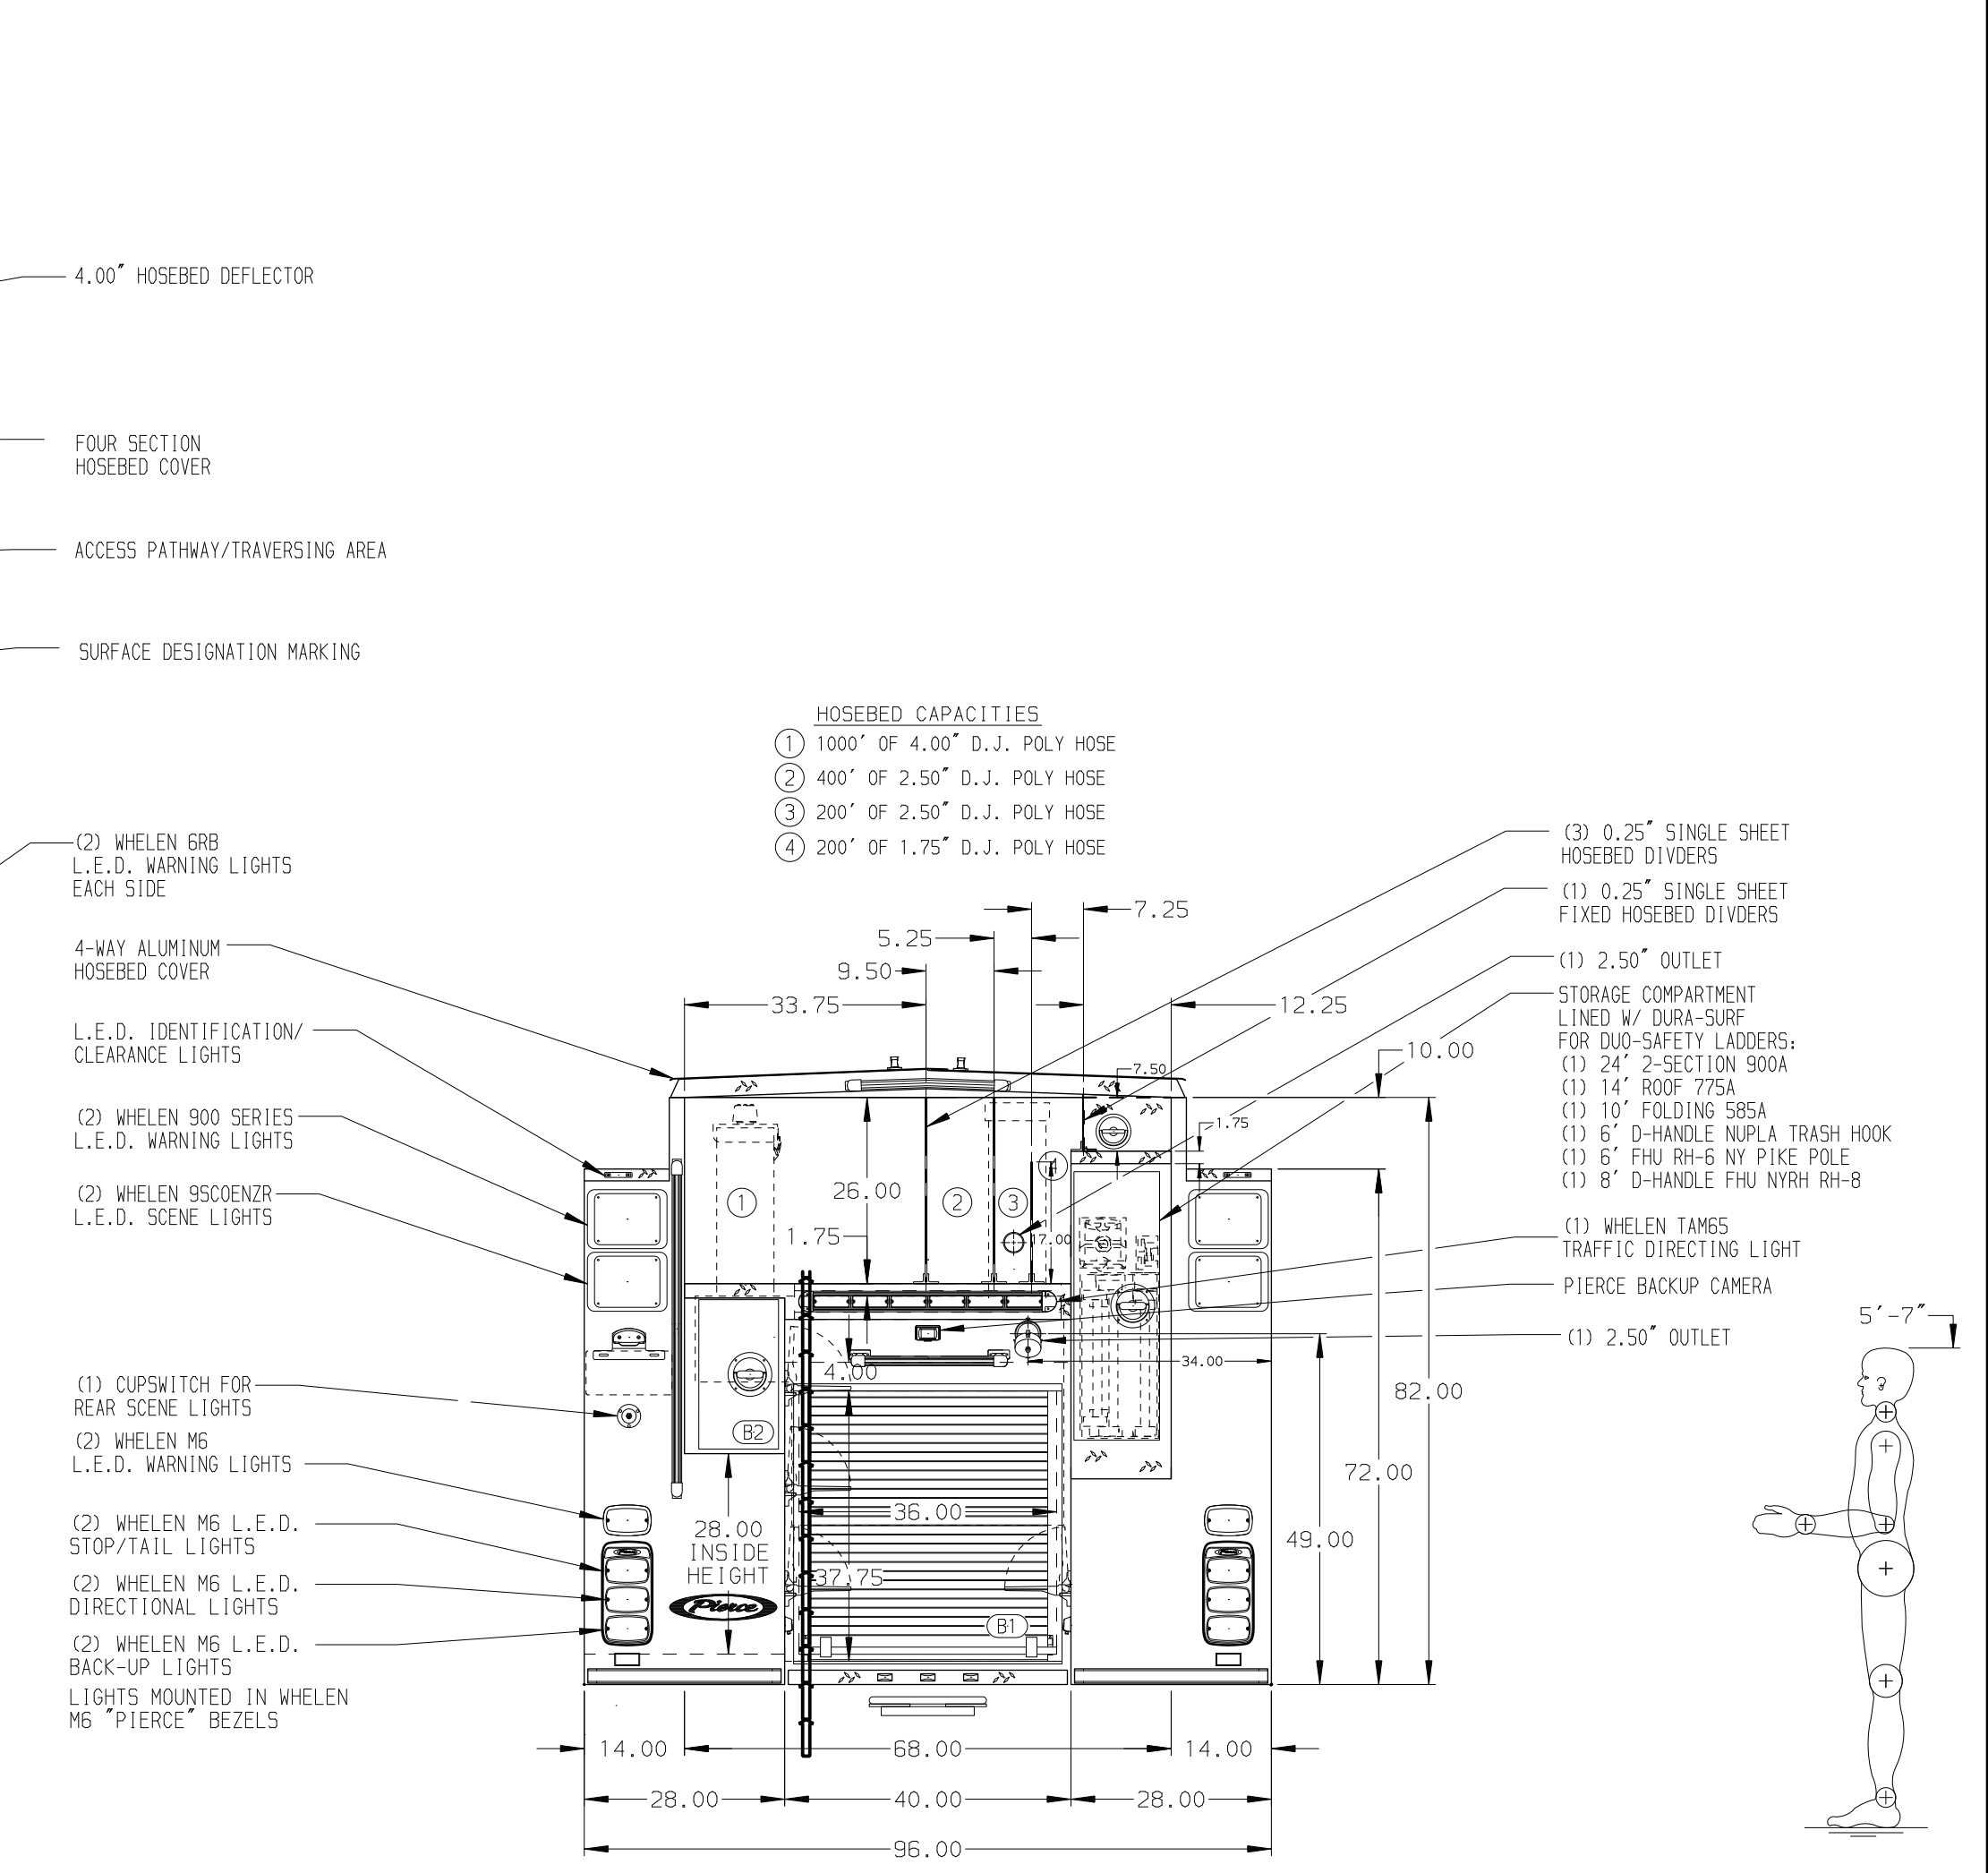 4.00" HOSEBED DEFLECTOR
FOUR SECTION
HOSEBED COVER
ACCESS PATHWAY/TRAVERSING AREA
SURFACE DESIGNATION MARKING
(2) WHELEN 6RB
L.E.D. WARNING LIGHTS
EACH SIDE
4-WAY ALUMINUM
HOSEBED COVER
L.E.D. IDENTIFICATION/
CLEARANCE LIGHTS
(2) WHELEN 900 SERIES
L.E.D. WARNING LIGHTS
(2) WHELEN 9SCOENZR
L.E.D. SCENE LIGHTS
(1) CUPSWITCH FOR
REAR SCENE LIGHTS
(2) WHELEN M6
L.E.D. WARNING LIGHTS
(2) WHELEN M6 L.E.D.
STOP/TAIL LIGHTS
(2) WHELEN M6 L.E.D.
DIRECTIONAL LIGHTS
(2) WHELEN M6 L.E.D.
BACK-UP LIGHTS
LIGHTS MOUNTED IN WHELEN
M6 "PIERCE" BEZELS
HOSEBED CAPACITIES
1 1000' OF 4.00" D.J. POLY HOSE
2 400' OF 2.50" D.J. POLY HOSE
3 200' OF 2.50" D.J. POLY HOSE
4 200' OF 1.75" D.J. POLY HOSE
7.25
5.25
9.50
33.75
12.25
10.00
7.50
1.75
4
1
26.00
2
3
1.75
17.00
4.00
34.00
82.00
B2
72.00
36.00
28.00
INSIDE
HEIGHT
49.00
37.75
Pierce
B1
14.00
68.00
14.00
28.00
40.00
28.00
96.00
(3) 0.25" SINGLE SHEET
HOSEBED DIVDERS
(1) 0.25" SINGLE SHEET
FIXED HOSEBED DIVDERS
(1) 2.50" OUTLET
STORAGE COMPARTMENT
LINED W/ DURA-SURF
FOR DUO-SAFETY LADDERS:
(1) 24' 2-SECTION 900A
(1) 14' ROOF 775A
(1) 10' FOLDING 585A
(1) 6' D-HANDLE NUPLA TRASH HOOK
(1) 6' FHU RH-6 NY PIKE POLE
(1) 8' D-HANDLE FHU NYRH RH-8
(1) WHELEN TAM65
TRAFFIC DIRECTING LIGHT
PIERCE BACKUP CAMERA
(1) 2.50" OUTLET
5'-7"